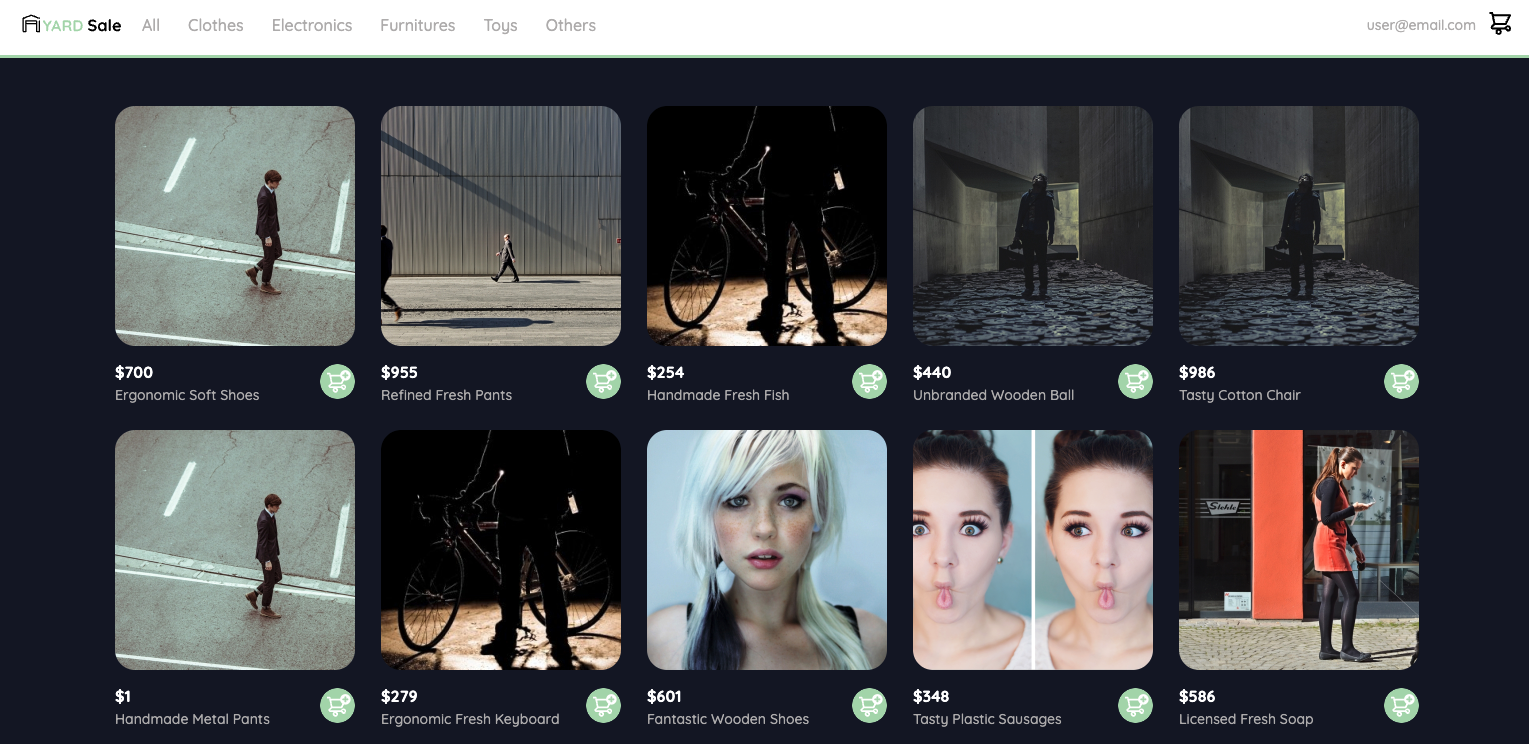 YARD Sale All Clothes Electronics Furnitures Toys Others user@email.com
$700 $955 $254 $440 $986
Ergonomic Soft Shoes Refined Fresh Pants Handmade Fresh Fish Unbranded Wooden Ball Tasty Cotton Chair
Stehle
$1 $279 $601 $348 $586
Handmade Metal Pants Ergonomic Fresh Keyboard Fantastic Wooden Shoes Tasty Plastic Sausages Licensed Fresh Soap